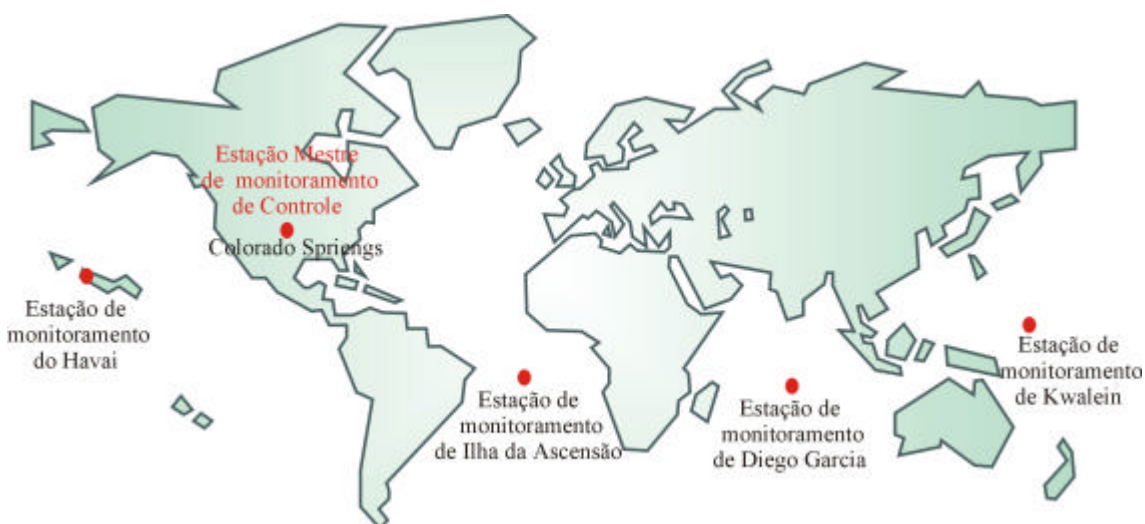 Estação Mestre
de monitoramento
de Controle
Colorado Spriengs
Estação de
monitoramento
do Havai
Estação de
monitoramento
de Ilha da Ascensão
Estação de
monitoramento
de Diego Garcia
Estação de
monitoramento
de Kwalein